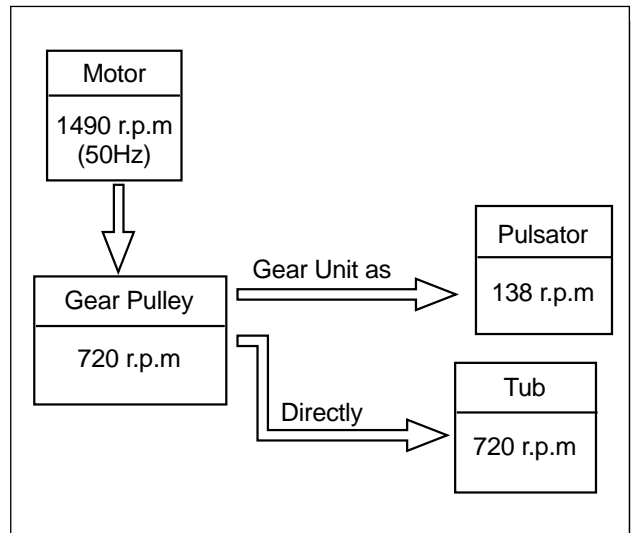 Motor
1490 r.p.m
(50Hz)
Gear Unit as
Pulsator
138 r.p.m
Gear Pulley
720 r.p.m
Directly
Tub
720 r.p.m